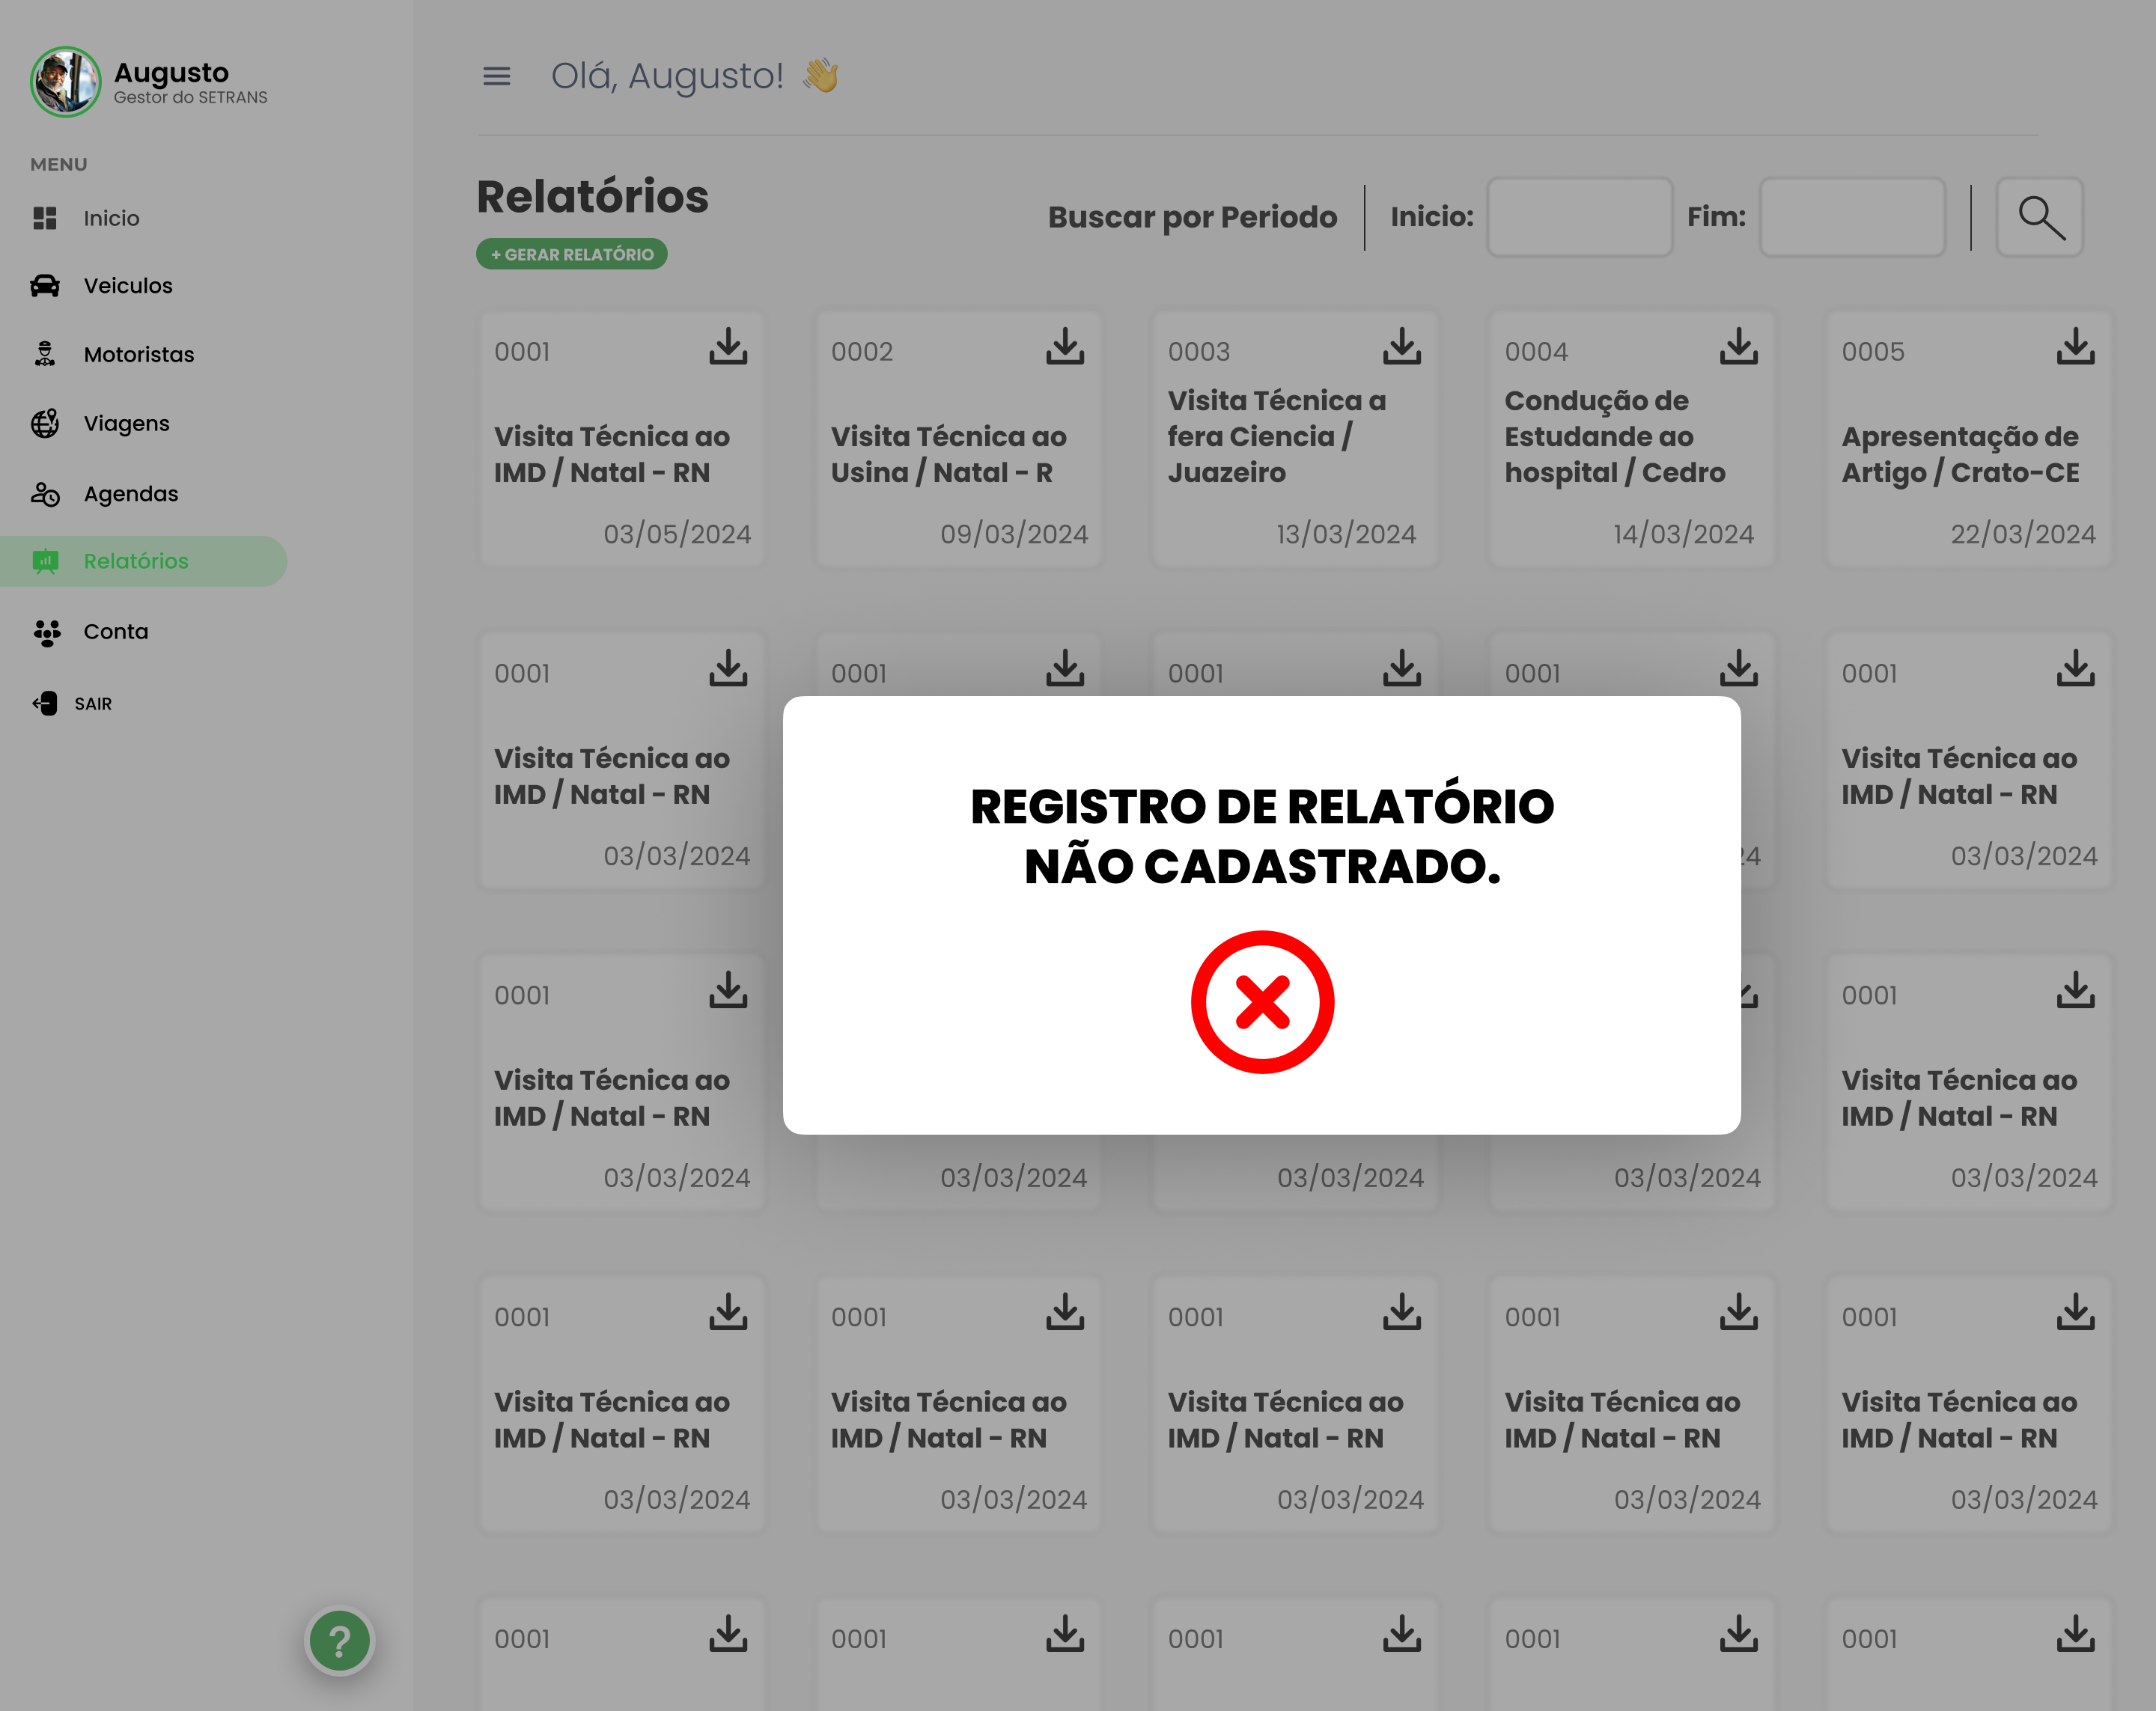 Augusto
Gestor do SETRANS
MENU
Inicio
Veiculos
Motoristas
Viagens
Agendas
Relatórios
Conta
SAIR
?
Olá, Augusto! 👋
Relatórios
+ GERAR RELATÓRIO
Buscar por Periodo
Inicio:
Fim:
0001
Visita Técnica ao
IMD / Natal - RN
03/05/2024
0002
Visita Técnica ao
Usina / Natal - R
09/03/2024
0003
Visita Técnica a
fera Ciencia /
Juazeiro
13/03/2024
0004
Condução de
Estudande ao
hospital / Cedro
14/03/2024
0005
Apresentação de
Artigo / Crato-CE
22/03/2024
0001
Visita Técnica ao
IMD / Natal - RN
03/03/2024
0001
0001
0001
0001
Visita Técnica ao
IMD / Natal - RN
03/03/2024
REGISTRO DE RELATÓRIO
NÃO CADASTRADO.
0001
Visita Técnica ao
IMD / Natal - RN
03/03/2024
03/03/2024
03/03/2024
03/03/2024
0001
Visita Técnica ao
IMD / Natal - RN
03/03/2024
0001
Visita Técnica ao
IMD / Natal - RN
03/03/2024
0001
Visita Técnica ao
IMD / Natal - RN
03/03/2024
0001
Visita Técnica ao
IMD / Natal - RN
03/03/2024
0001
Visita Técnica ao
IMD / Natal - RN
03/03/2024
0001
Visita Técnica ao
IMD / Natal - RN
03/03/2024
0001
0001
0001
0001
0001